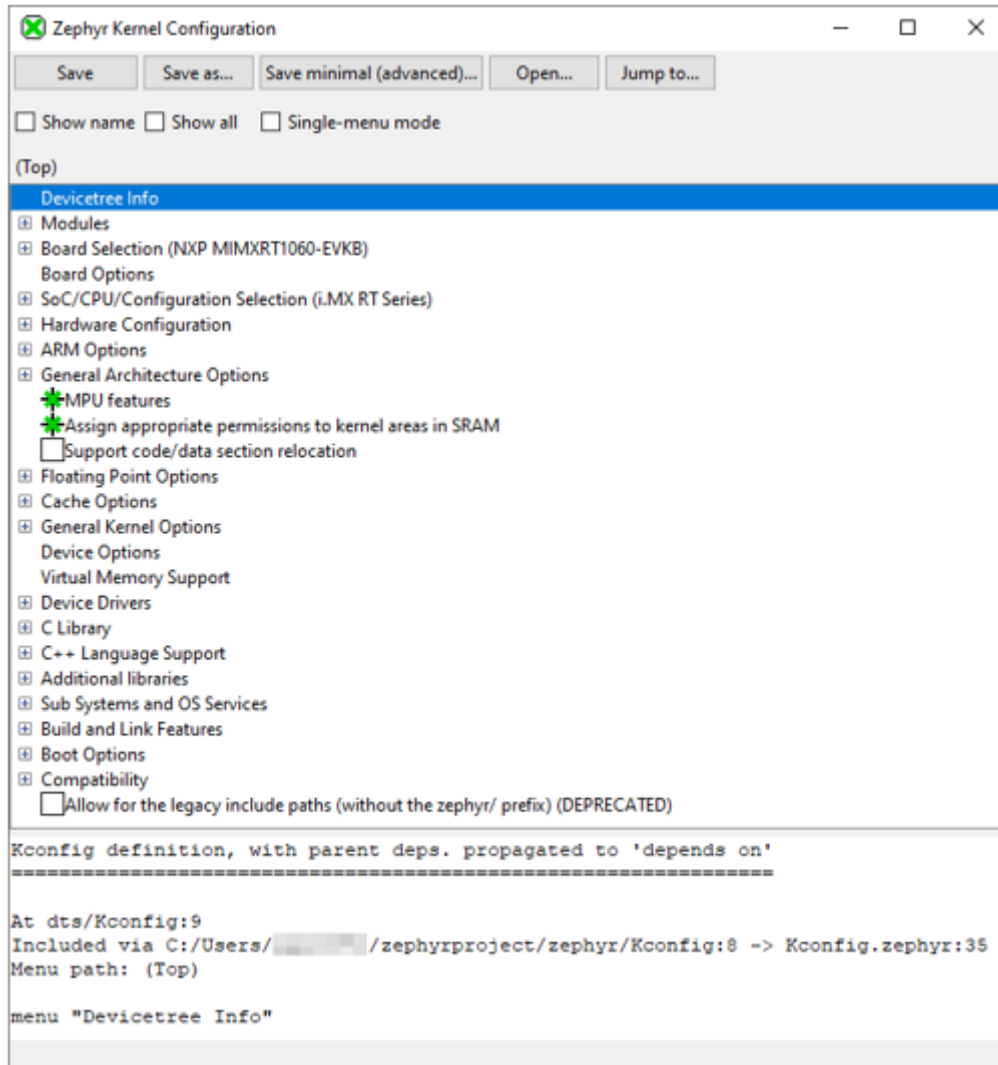 Zephyr Kernel Configuration
Save Save as... Save minimal (advanced)... Open... Jump to...
Show name Show all Single-menu mode
(Top)
Devicetree Info
Modules
Board Selection (NXP MIMXRT1060-EVKB)
Board Options
SoC/CPU/Configuration Selection (i.MX RT Series)
Hardware Configuration
ARM Options
General Architecture Options
MPU features
Assign appropriate permissions to kernel areas in SRAM
Support code/data section relocation
Floating Point Options
Cache Options
General Kernel Options
Device Options
Virtual Memory Support
Device Drivers
C Library
C++ Language Support
Additional libraries
Sub Systems and OS Services
Build and Link Features
Boot Options
Compatibility
Allow for the legacy include paths (without the zephyr/ prefix) (DEPRECATED)
Kconfig definition, with parent deps. propagated to 'depends on'
================================================================
At dts/Kconfig:9
Included via C:/Users/ /zephyrproject/zephyr/Kconfig:8 -> Kconfig.zephyr:35
Menu path: (Top)
menu "Devicetree Info"